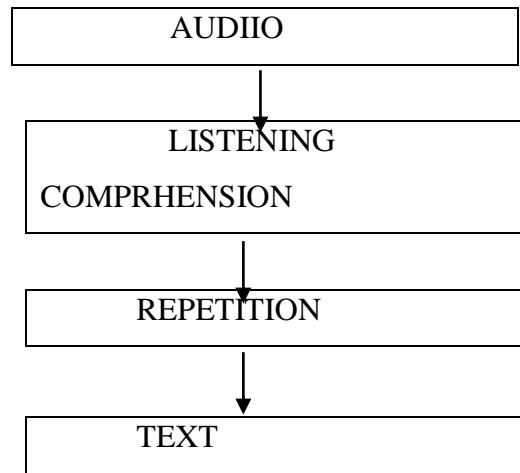 AUDIIO
LISTENING
COMPRHENSION
REPETITION
TEXT